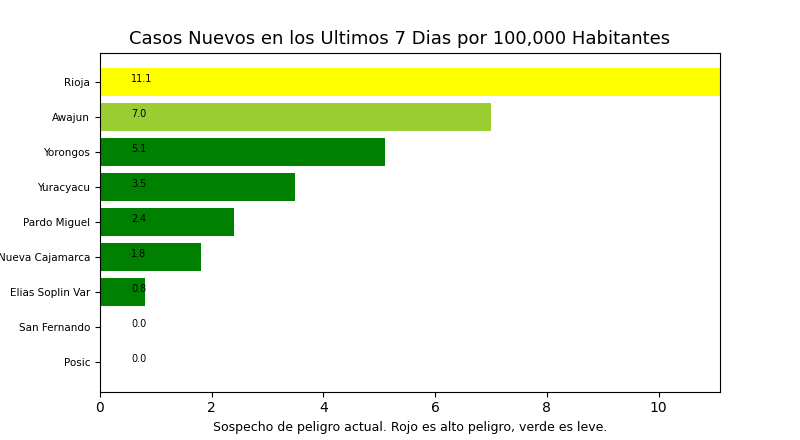 Casos Nuevos en los Ultimos 7 Dias por 100,000 Habitantes
Rioja 11.1
Awajun 7.0
Yorongos 5.1
Yuracyacu 3.5
Pardo Miguel 2.4
Nueva Cajamarca 1.8
Elias Soplin Var 0.8
San Fernando 0.0
Posic 0.0
0 2 4 6 8 10
Sospecho de peligro actual. Rojo es alto peligro, verde es leve.